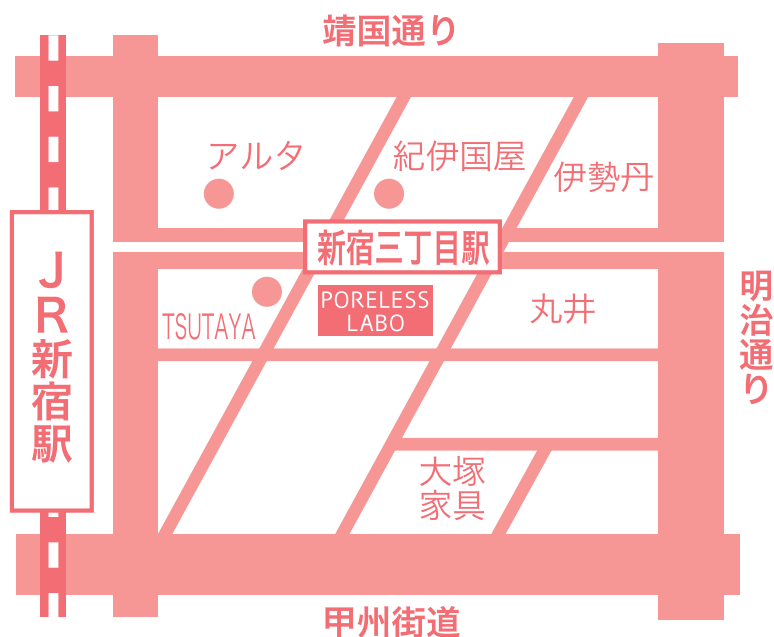 靖国通り
アルタ
紀伊国屋
伊勢丹
新宿三丁目駅
JR新宿駅
TSUTAYA
PORELESS
LABO
丸井
明治通り
大塚
家具
甲州街道